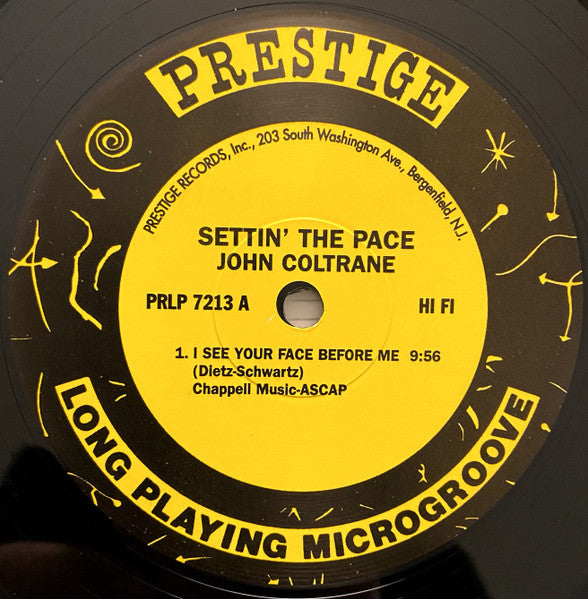 PRESTIGE
PRESTIGE RECORDS, Inc., 203 South Washington Ave., Bergenfield, N.J.
SETTIN' THE PACE
JOHN COLTRANE
PRLP 7213 A HI FI
1. I SEE YOUR FACE BEFORE ME 9:56
(Dietz-Schwartz)
Chappell Music-ASCAP
LONG PLAYING MICROGROOVE